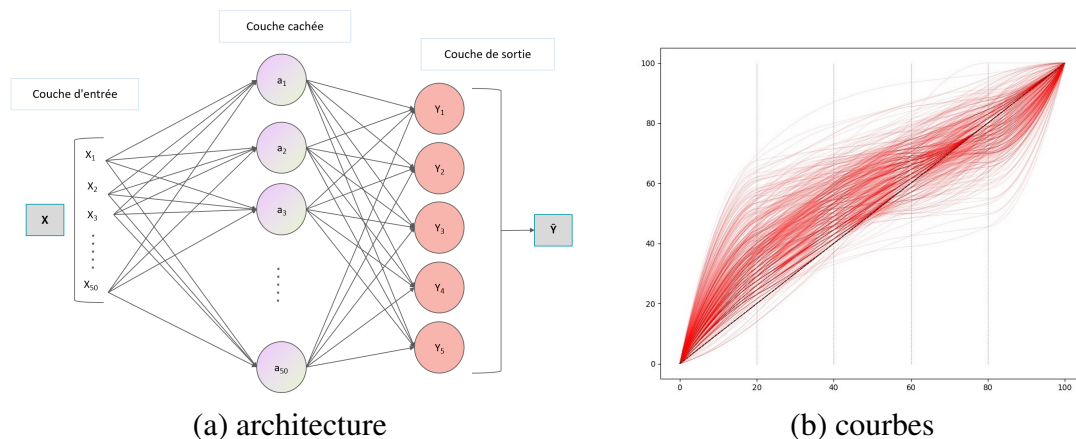 Couche cachée
Couche de sortie
Couche d'entrée
X
X1
X2
X3
X50
a1
a2
a3
a50
Y1
Y2
Y3
Y4
Y5
Ŷ
(a) architecture
100
80
60
40
20
0
0 20 40 60 80 100
(b) courbes